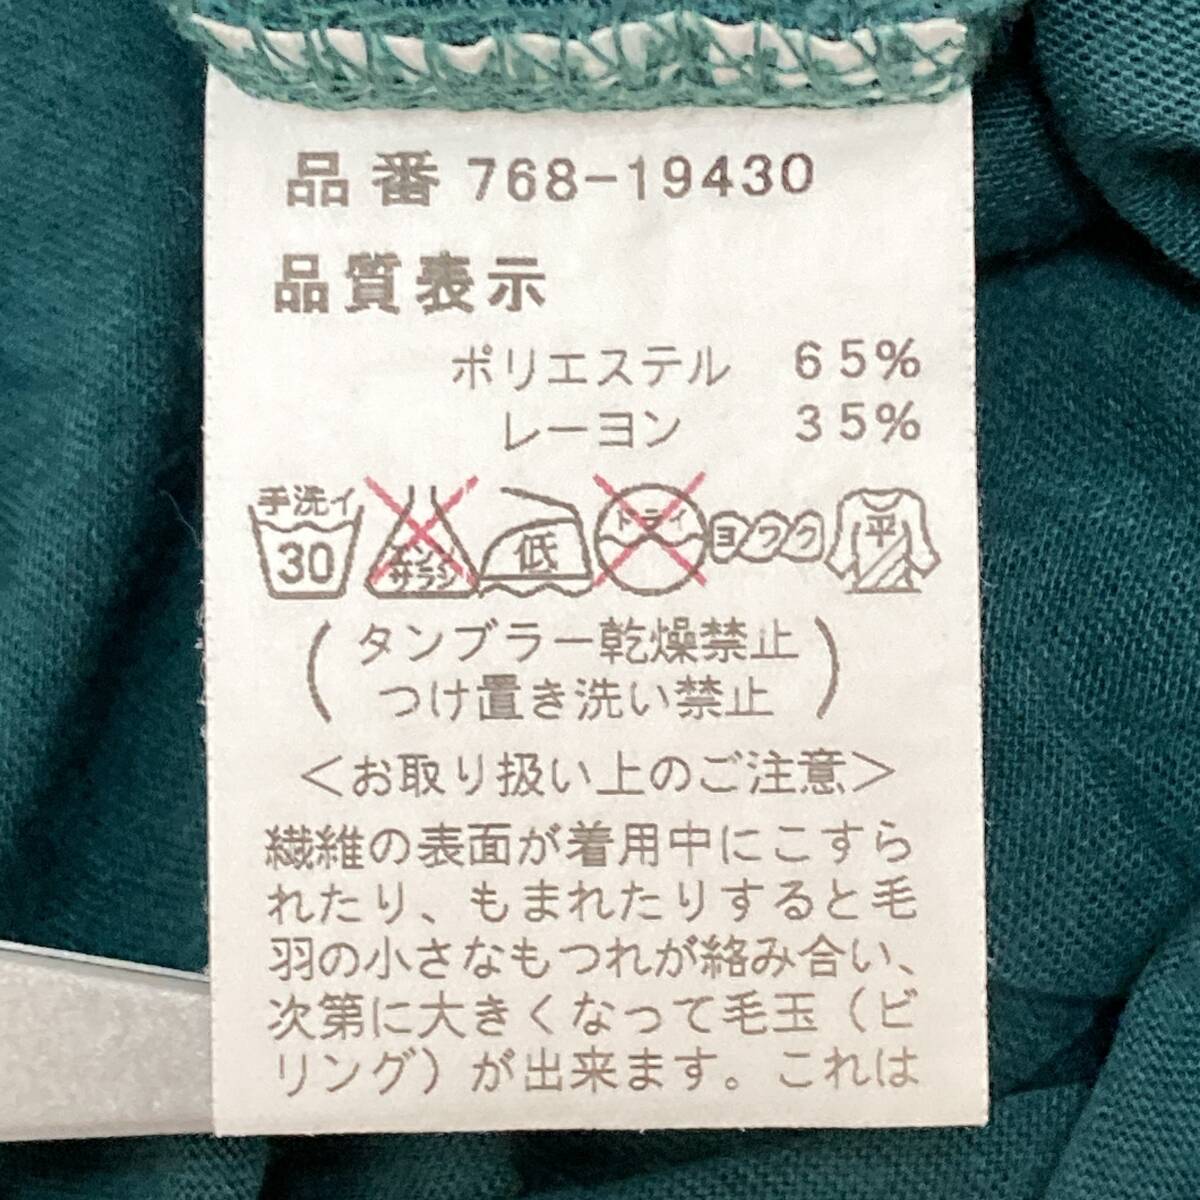 品番 768-19430
品質表示
ポリエステル 65%
レーヨン 35%
手洗イ 30 エンソサラシ 低 ドライ ヨワク 平
(タンブラー乾燥禁止
つけ置き洗い禁止)
<お取り扱い上のご注意>
繊維の表面が着用中にこすら
れたり、もまれたりすると毛
羽の小さなもつれが絡み合い、
次第に大きくなって毛玉(ピ
リング)が出来ます。これは